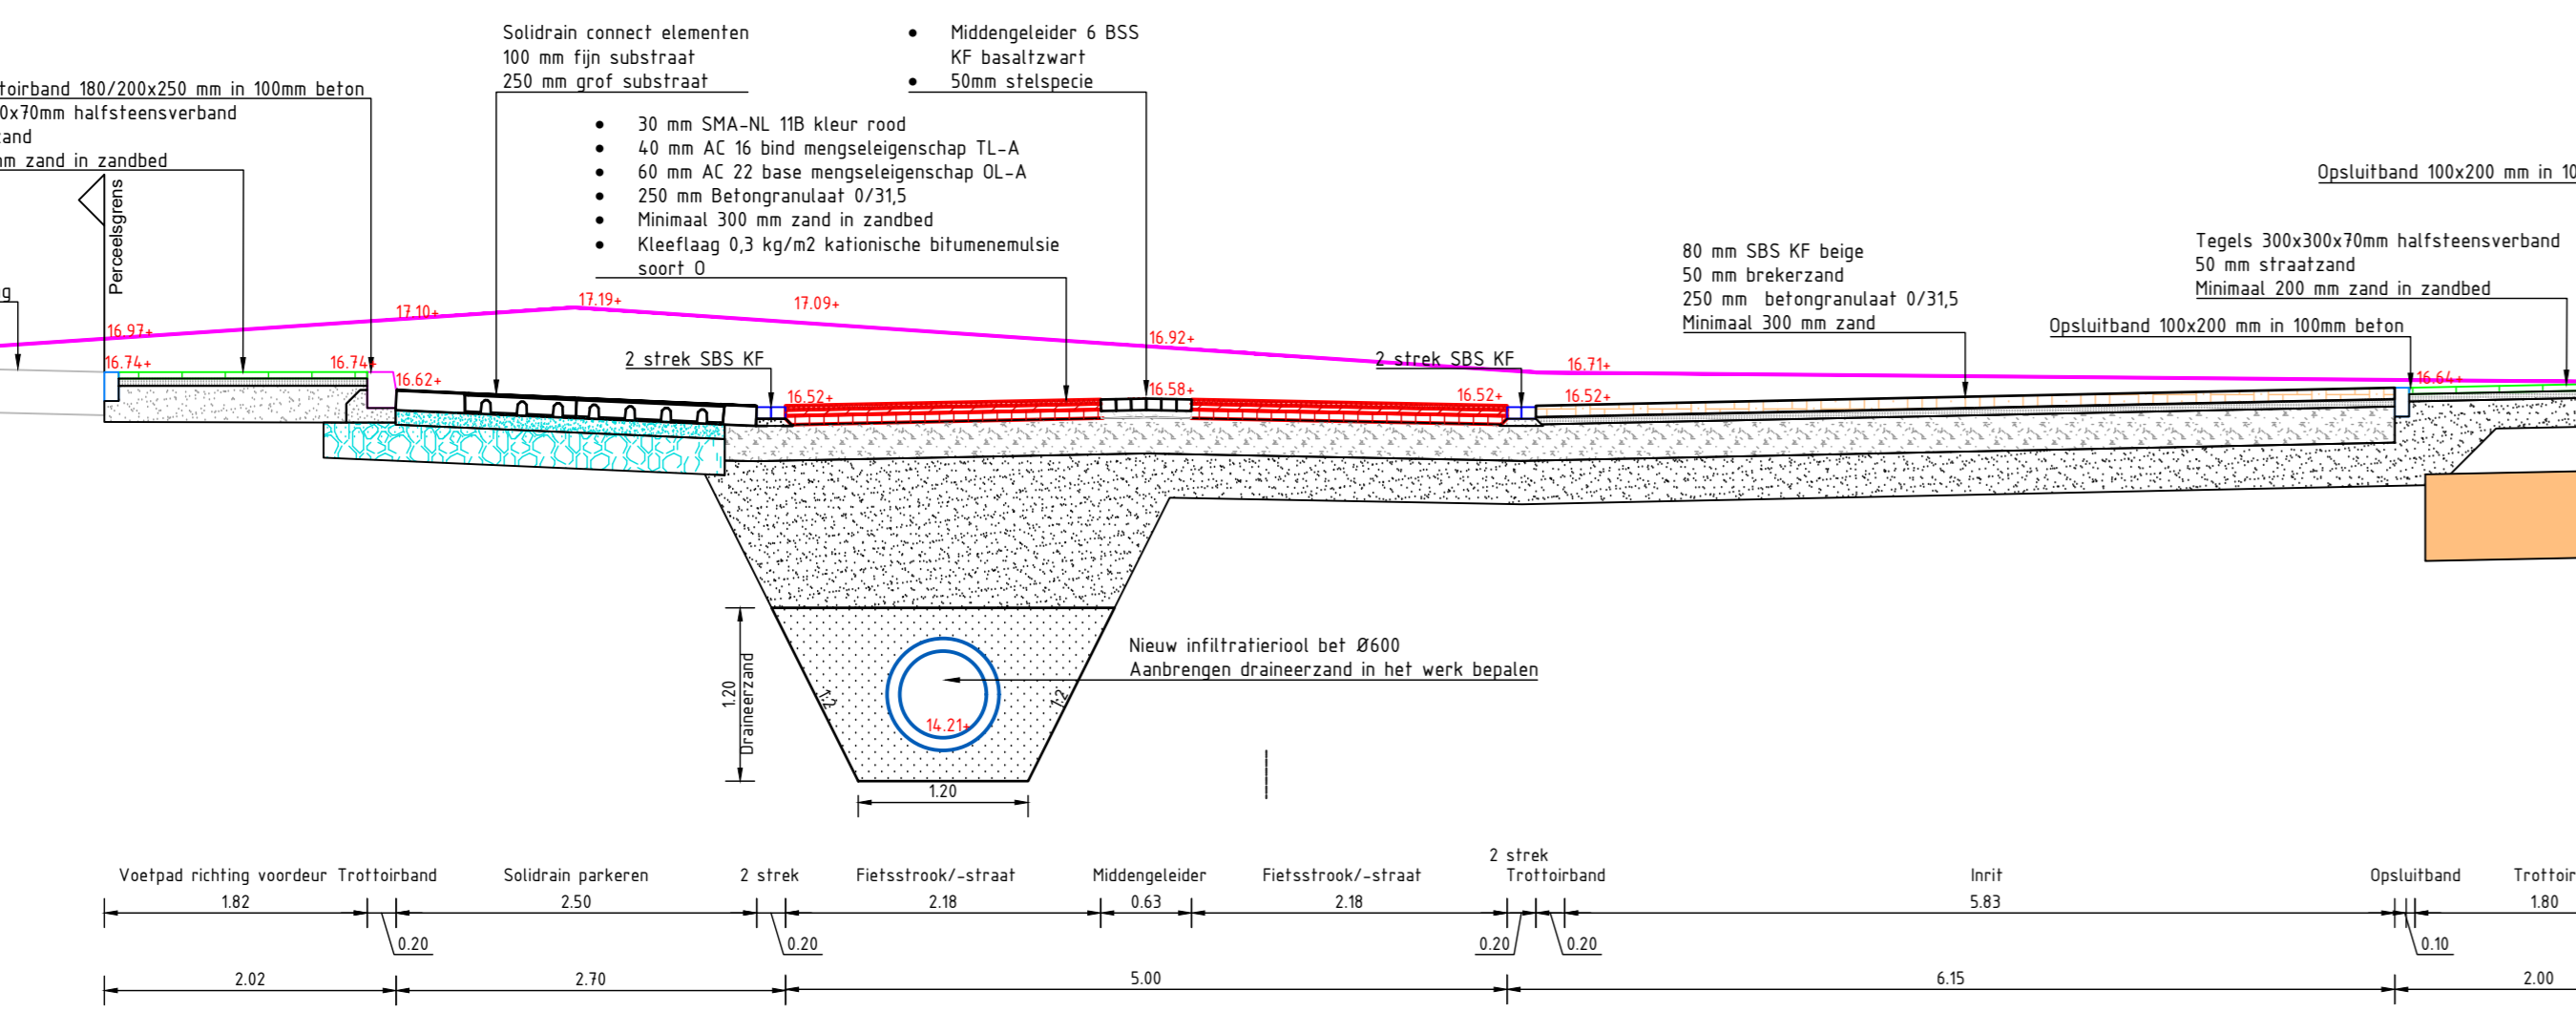 Solidrain connect elementen
100 mm fijn substraat
250 mm grof substraat
• Middengeleider 6 BSS
KF basaltzwart
• 50mm stelspecie
180/200x250 mm in 100mm beton
halfsteensverband
mm zand in zandbed
Perceelsgrens
• 30 mm SMA-NL 11B kleur rood
• 40 mm AC 16 bind mengseleigenschap TL-A
• 60 mm AC 22 base mengseleigenschap OL-A
• 250 mm Betongranulaat 0/31,5
• Minimaal 300 mm zand in zandbed
• Kleeflaag 0,3 kg/m2 kationische bitumenemulsie
soort O
Opsluitband 100x200 mm in
80 mm SBS KF beige
50 mm brekerzand
250 mm betongranulaat 0/31,5
Minimaal 300 mm zand
Tegels 300x300x70mm halfsteensverband
50 mm straatzand
Minimaal 200 mm zand in zandbed
Opsluitband 100x200 mm in 100mm beton
16.97+
17.10+
17.19+
17.09+
16.92+
16.71+
2 strek SBS KF
2 strek SBS KF
16.74+
16.74+
16.62+
16.52+
16.58+
16.52+
16.52+
16.64+
1.20
Draineerzand
1:2
1:2
14.21+
Nieuw infiltratieriool bet Ø600
Aanbrengen draineerzand in het werk bepalen
1.20
Voetpad richting voordeur Trottoirband Solidrain parkeren 2 strek Fietsstrook/-straat Middengeleider Fietsstrook/-straat 2 strek
Trottoirband Inrit Opsluitband
1.82 2.50 2.18 0.63 2.18 5.83 1.80
0.20 0.20 0.20 0.20 0.10
2.02 2.70 5.00 6.15 2.00